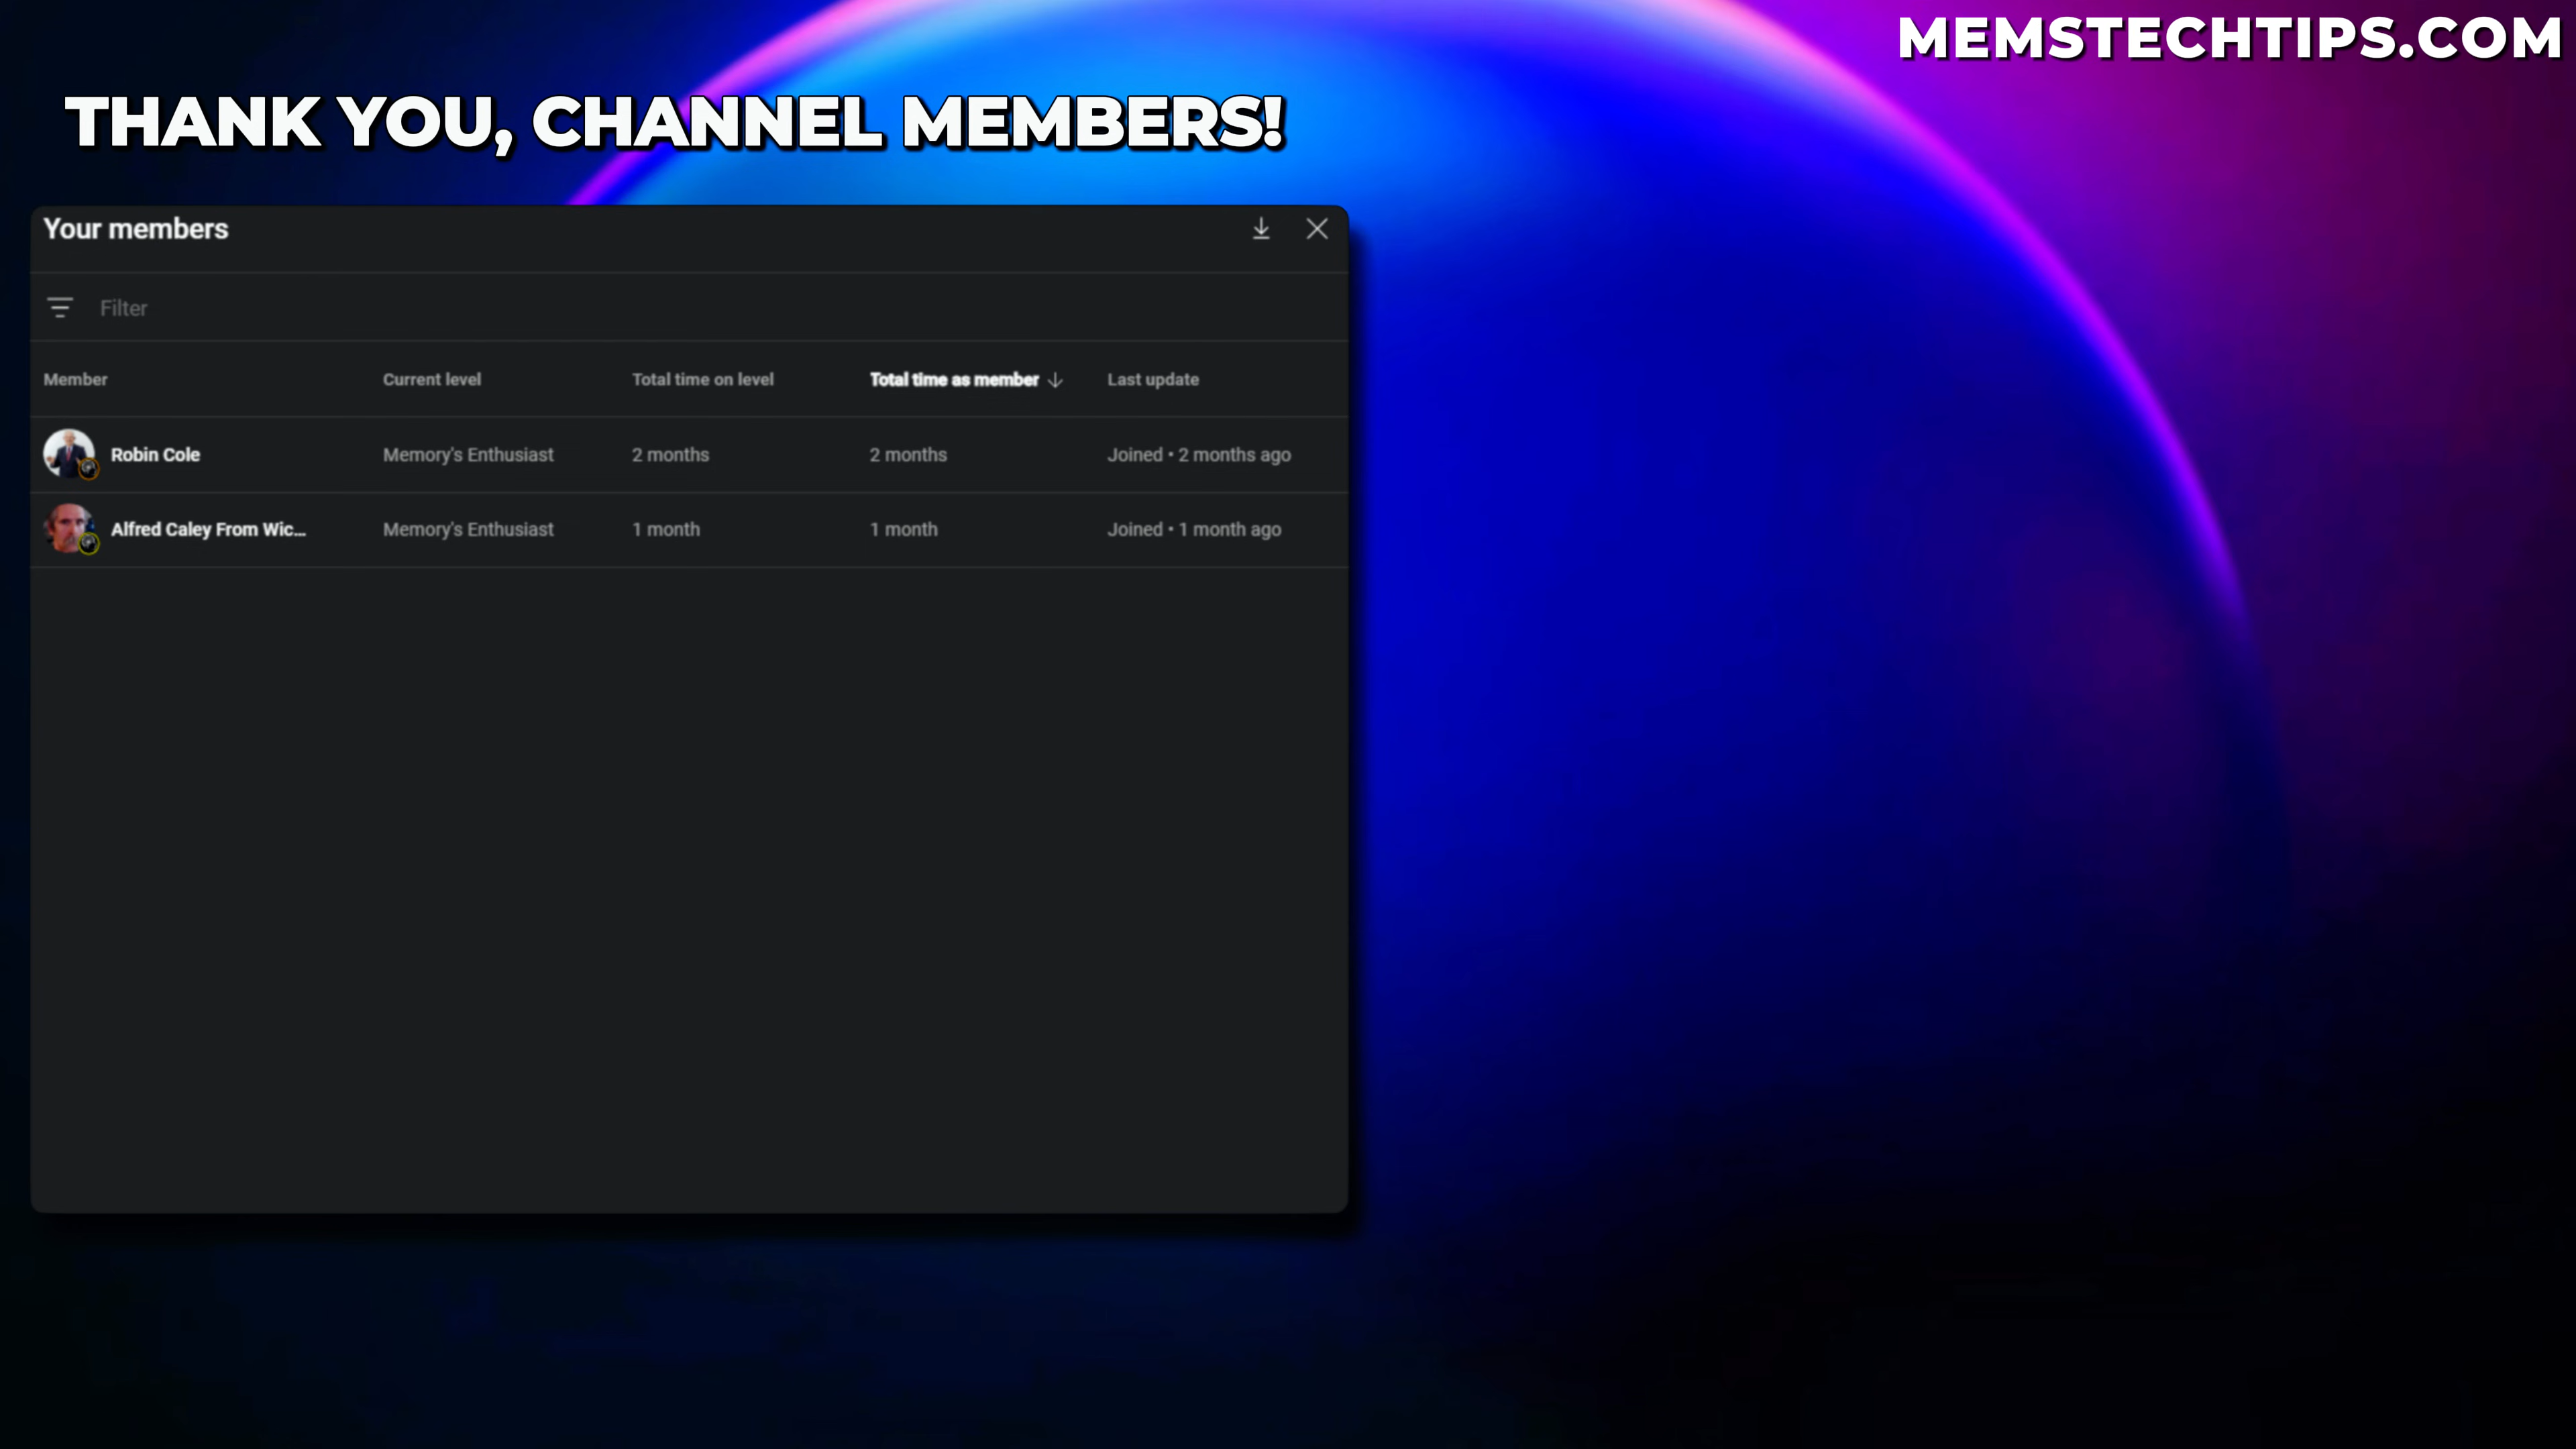 MEMSTECHTIPS.COM
THANK YOU, CHANNEL MEMBERS!
Your members
Filter
Member Current level Total time on level Total time as member Last update
Robin Cole Memory's Enthusiast 2 months 2 months Joined • 2 months ago
Alfred Caley From Wic... Memory's Enthusiast 1 month 1 month Joined • 1 month ago